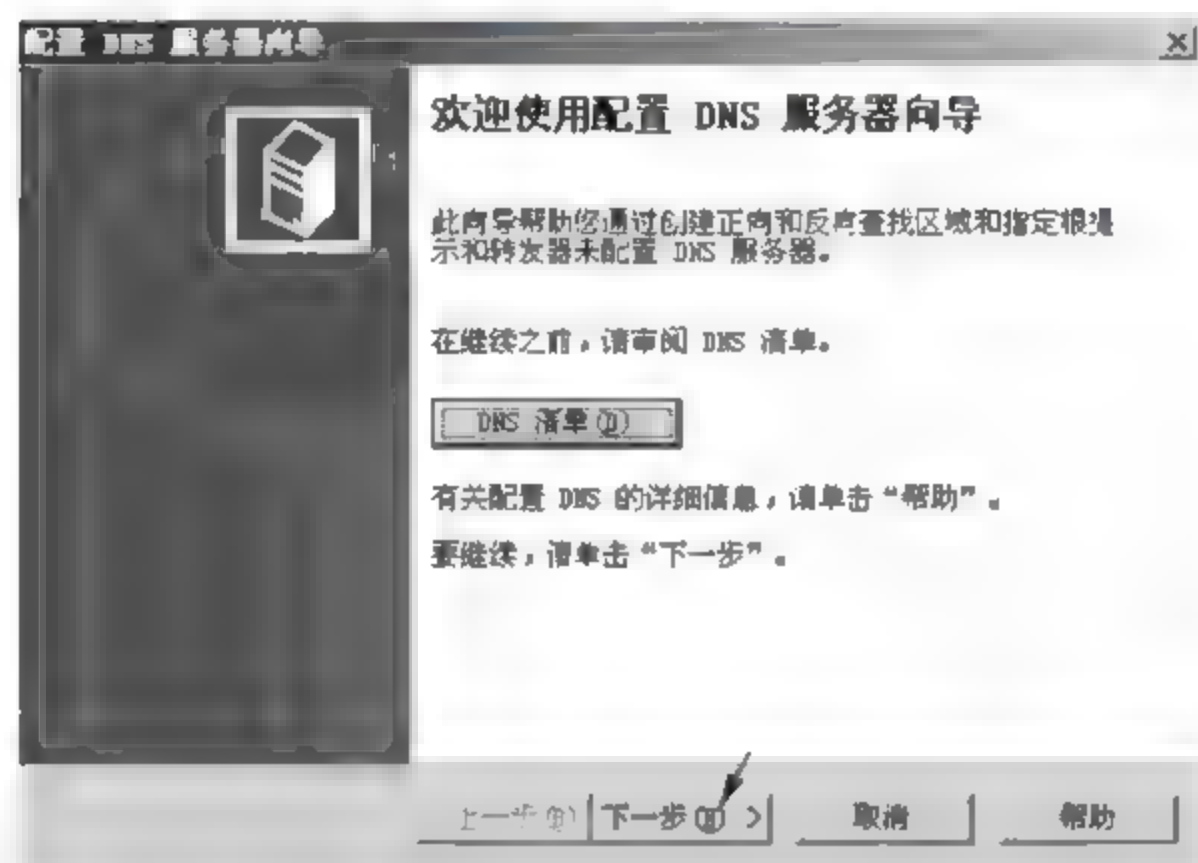 配置 DNS 服务器向导
欢迎使用配置 DNS 服务器向导
此向导帮助您通过创建正向和反向查找区域和指定根提
示和转发器来配置 DNS 服务器。
在继续之前，请审阅 DNS 清单。
DNS 清单(D)
有关配置 DNS 的详细信息，请单击“帮助”。
要继续，请单击“下一步”。
上一步(B) 下一步(N) > 取消 帮助